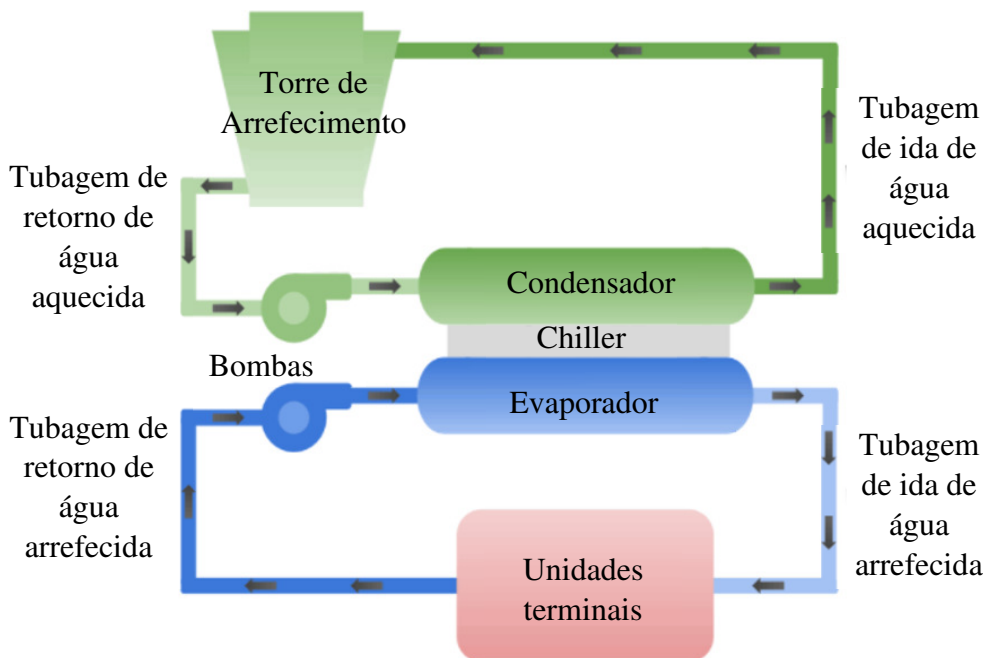 Torre de
Arrefecimento
Tubagem
de ida de
água
aquecida
Tubagem de
retorno de
água
aquecida
Condensador
Chiller
Bombas
Evaporador
Tubagem de
retorno de
água
arrefecida
Tubagem
de ida de
água
arrefecida
Unidades
terminais